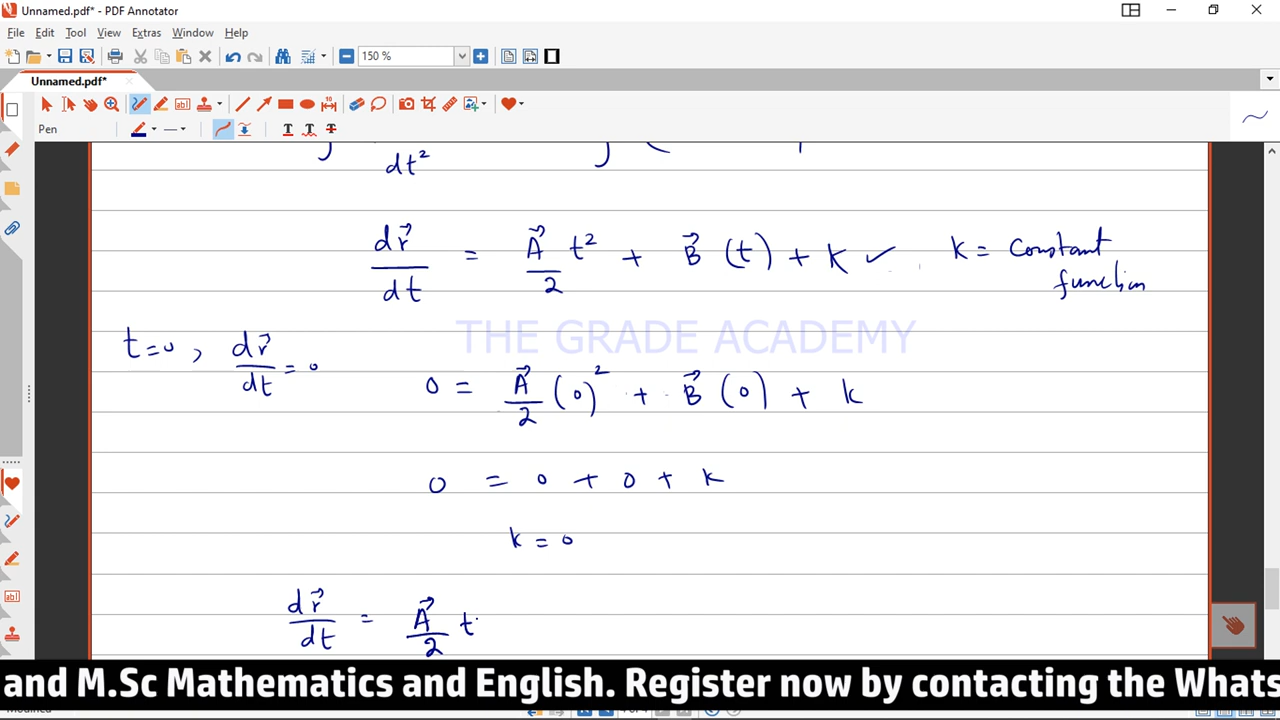 Unnamed.pdf* - PDF Annotator
File Edit Tool View Extras Window Help
150 %
Unnamed.pdf*
Pen
dt²
dr⃗/dt = A⃗/2 t² + B⃗ (t) + K ✓ K = Constant
function
THE GRADE ACADEMY
t=0, dr⃗/dt = 0
0 = A⃗/2 (0)² + B⃗ (0) + k
0 = 0 + 0 + k
k = 0
dr⃗/dt = A⃗/2 t
and M.Sc Mathematics and English. Register now by contacting the Whats